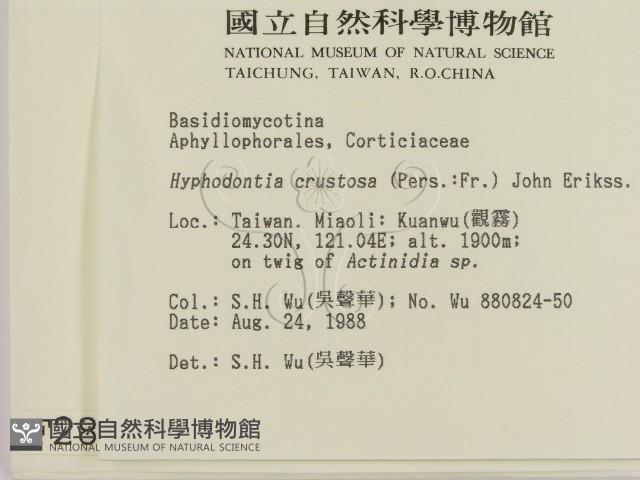 國立自然科學博物館
NATIONAL MUSEUM OF NATURAL SCIENCE
TAICHUNG, TAIWAN, R.O.CHINA
Basidiomycotina
Aphyllophorales, Corticiaceae
Hyphodontia crustosa (Pers.:Fr.) John Erikss.
Loc.: Taiwan. Miaoli: Kuanwu(觀霧)
24.30N, 121.04E; alt. 1900m;
on twig of Actinidia sp.
Col.: S.H. Wu(吳聲華); No. Wu 880824-50
Date: Aug. 24, 1988
Det.: S.H. Wu(吳聲華)
28
國立自然科學博物館
NATIONAL MUSEUM OF NATURAL SCIENCE